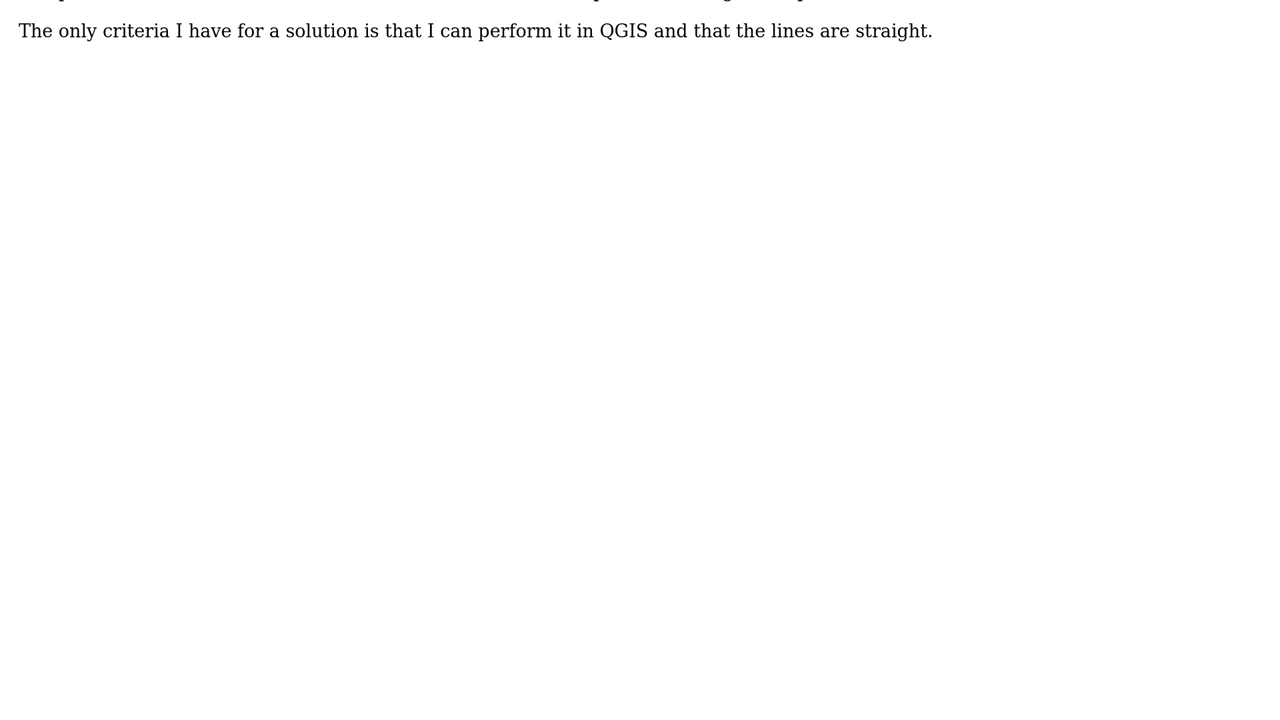 The only criteria I have for a solution is that I can perform it in QGIS and that the lines are straight.